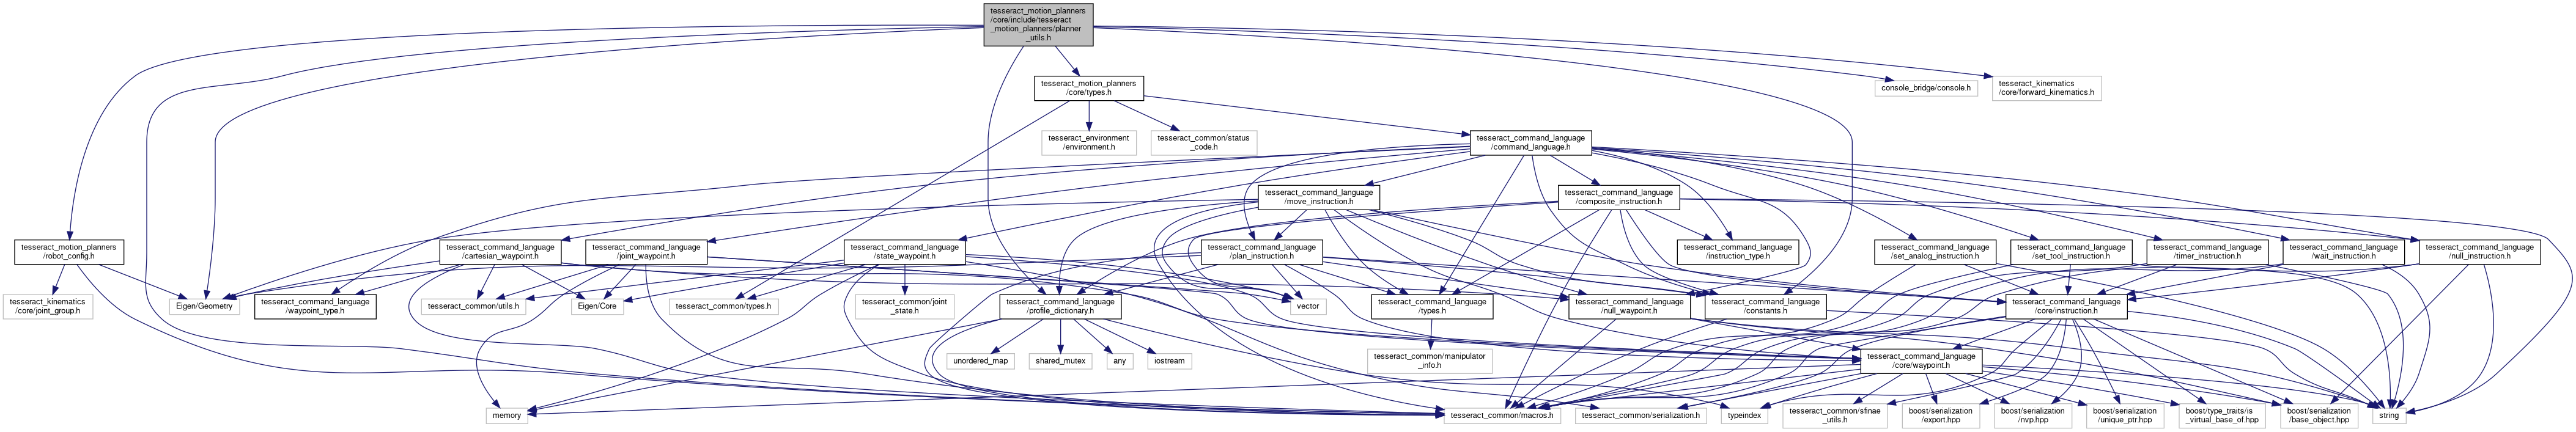 tesseract_motion_planners
/core/include/tesseract
_motion_planners/planner
_utils.h
tesseract_motion_planners
/core/types.h
console_bridge/console.h
tesseract_kinematics
/core/forward_kinematics.h
tesseract_environment
/environment.h
tesseract_common/status
_code.h
tesseract_command_language
/command_language.h
tesseract_command_language
/move_instruction.h
tesseract_command_language
/composite_instruction.h
tesseract_motion_planners
/robot_config.h
tesseract_command_language
/cartesian_waypoint.h
tesseract_command_language
/joint_waypoint.h
tesseract_command_language
/state_waypoint.h
tesseract_command_language
/plan_instruction.h
tesseract_command_language
/instruction_type.h
tesseract_command_language
/set_analog_instruction.h
tesseract_command_language
/set_tool_instruction.h
tesseract_command_language
/timer_instruction.h
tesseract_command_language
/wait_instruction.h
tesseract_command_language
/null_instruction.h
tesseract_kinematics
/core/joint_group.h
Eigen/Geometry
tesseract_command_language
/waypoint_type.h
tesseract_common/utils.h
Eigen/Core
tesseract_common/types.h
tesseract_common/joint
_state.h
tesseract_command_language
/profile_dictionary.h
vector
tesseract_command_language
/types.h
tesseract_command_language
/null_waypoint.h
tesseract_command_language
/constants.h
tesseract_command_language
/core/instruction.h
unordered_map
shared_mutex
any
iostream
tesseract_common/manipulator
_info.h
tesseract_command_language
/core/waypoint.h
memory
tesseract_common/macros.h
tesseract_common/serialization.h
typeindex
tesseract_common/sfinae
_utils.h
boost/serialization
/export.hpp
boost/serialization
/nvp.hpp
boost/serialization
/unique_ptr.hpp
boost/type_traits/is
_virtual_base_of.hpp
boost/serialization
/base_object.hpp
string